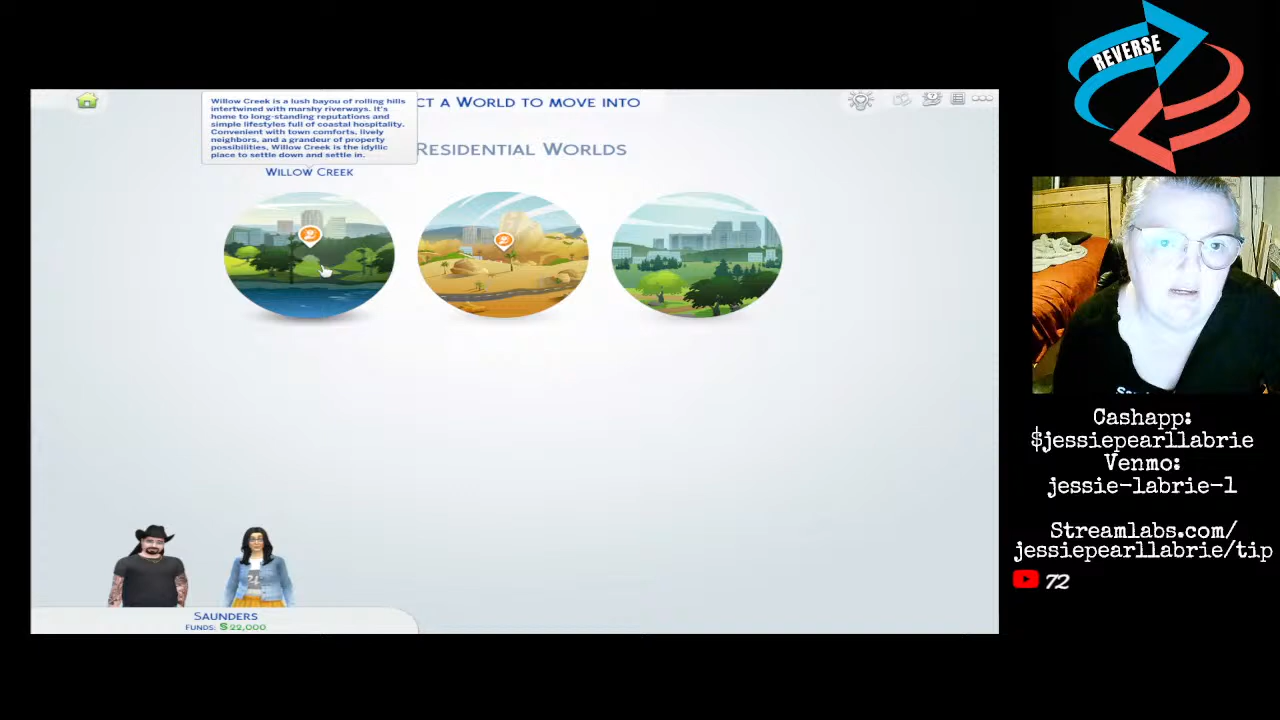 REVERSE
CT A WORLD TO MOVE INTO
Willow Creek is a lush bayou of rolling hills
intertwined with marshy riverways. It's
home to long-standing reputations and
simple lifestyles full of coastal hospitality.
Convenient with town comforts, lively
neighbors, and a grandeur of property
possibilities, Willow Creek is the idyllic
place to settle down and settle in.
RESIDENTIAL WORLDS
WILLOW CREEK
2
2
24
SAUNDERS
FUNDS: §22,000
Cashapp:
$jessiepearllabrie
Venmo:
jessie-labrie-1
Streamlabs.com/
jessiepearllabrie/tip
72